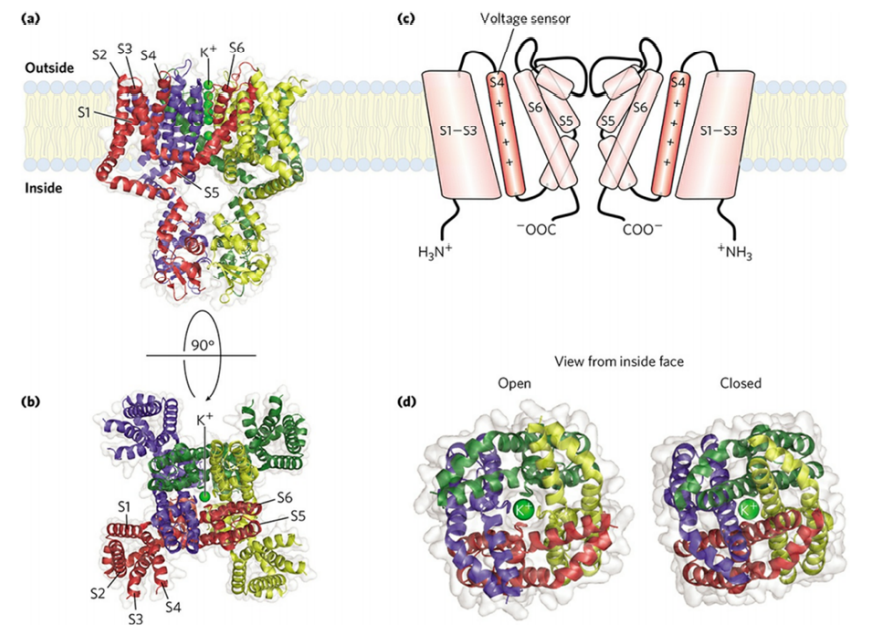 (a)
S2
S3
S4
K+
S6
Outside
S1
Inside
S5
90°
(b)
K+
S1
S6
S5
S2
S3
S4
(c)
Voltage sensor
S4
+
+
+
+
S1–S3
S6
S5
S5
S6
S4
+
+
+
+
S1–S3
H₃N⁺
⁻OOC
COO⁻
⁺NH₃
View from inside face
Open
Closed
(d)
K+
K+